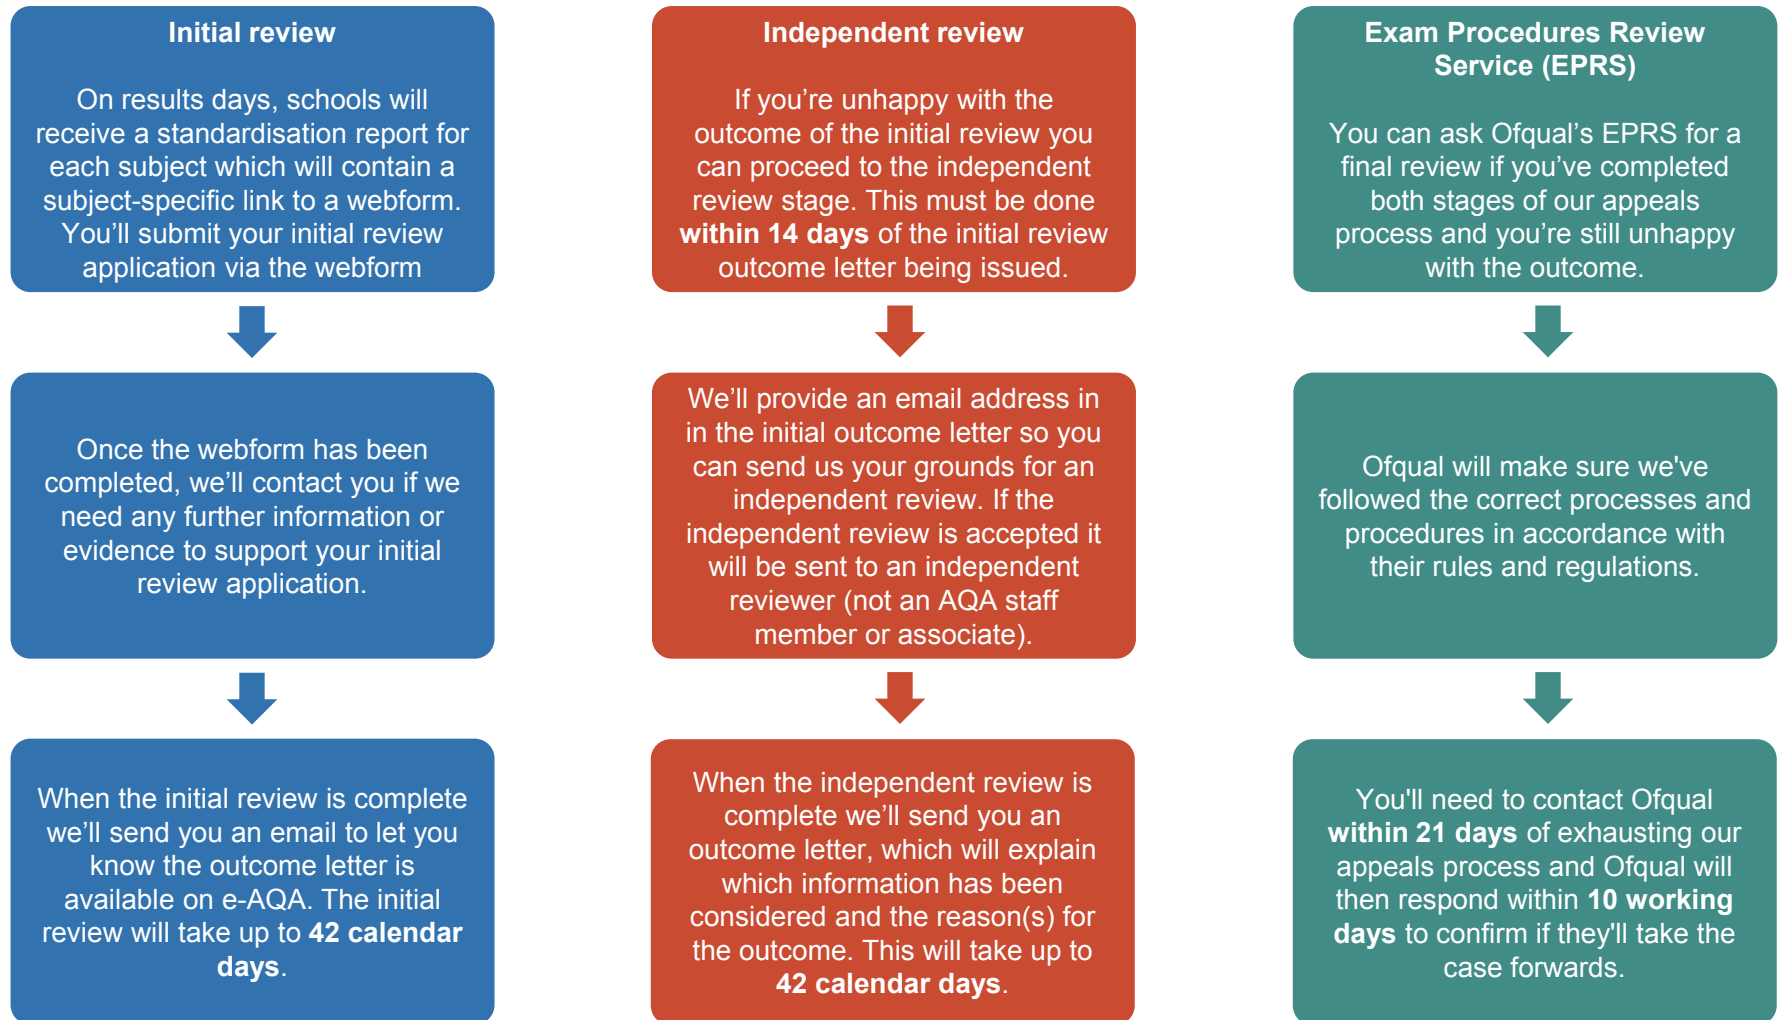 Initial review
On results days, schools will
receive a standardisation report for
each subject which will contain a
subject-specific link to a webform.
You’ll submit your initial review
application via the webform
Once the webform has been
completed, we’ll contact you if we
need any further information or
evidence to support your initial
review application.
When the initial review is complete
we’ll send you an email to let you
know the outcome letter is
available on e-AQA. The initial
review will take up to 42 calendar
days.
Independent review
If you’re unhappy with the
outcome of the initial review you
can proceed to the independent
review stage. This must be done
within 14 days of the initial review
outcome letter being issued.
We’ll provide an email address in
in the initial outcome letter so you
can send us your grounds for an
independent review. If the
independent review is accepted it
will be sent to an independent
reviewer (not an AQA staff
member or associate).
When the independent review is
complete we’ll send you an
outcome letter, which will explain
which information has been
considered and the reason(s) for
the outcome. This will take up to
42 calendar days.
Exam Procedures Review
Service (EPRS)
You can ask Ofqual’s EPRS for a
final review if you’ve completed
both stages of our appeals
process and you’re still unhappy
with the outcome.
Ofqual will make sure we've
followed the correct processes and
procedures in accordance with
their rules and regulations.
You'll need to contact Ofqual
within 21 days of exhausting our
appeals process and Ofqual will
then respond within 10 working
days to confirm if they'll take the
case forwards.